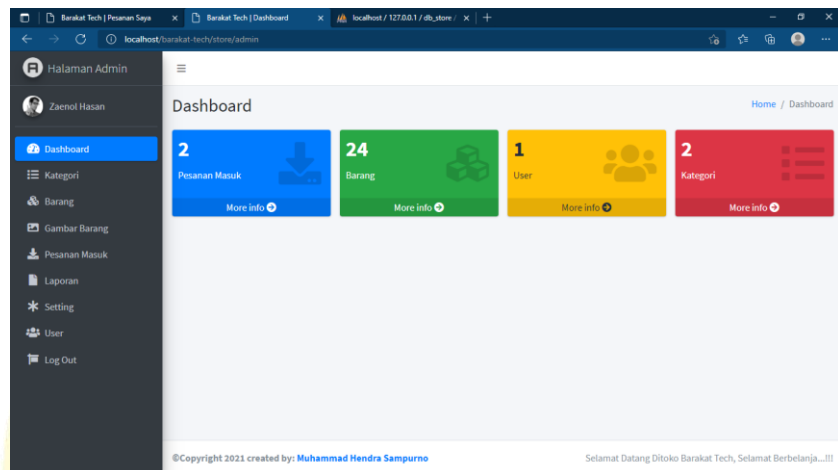 Barakat Tech | Pesanan Saya
Barakat Tech | Dashboard
localhost / 127.0.0.1 / db_store /
localhost/barakat-tech/store/admin
Halaman Admin
Zaenol Hasan
Dashboard
Kategori
Barang
Gambar Barang
Pesanan Masuk
Laporan
Setting
User
Log Out
Dashboard
Home / Dashboard
2
Pesanan Masuk
More info
24
Barang
More info
1
User
More info
2
Kategori
More info
©Copyright 2021 created by: Muhammad Hendra Sampurno
Selamat Datang Ditoko Barakat Tech, Selamat Berbelanja...!!!